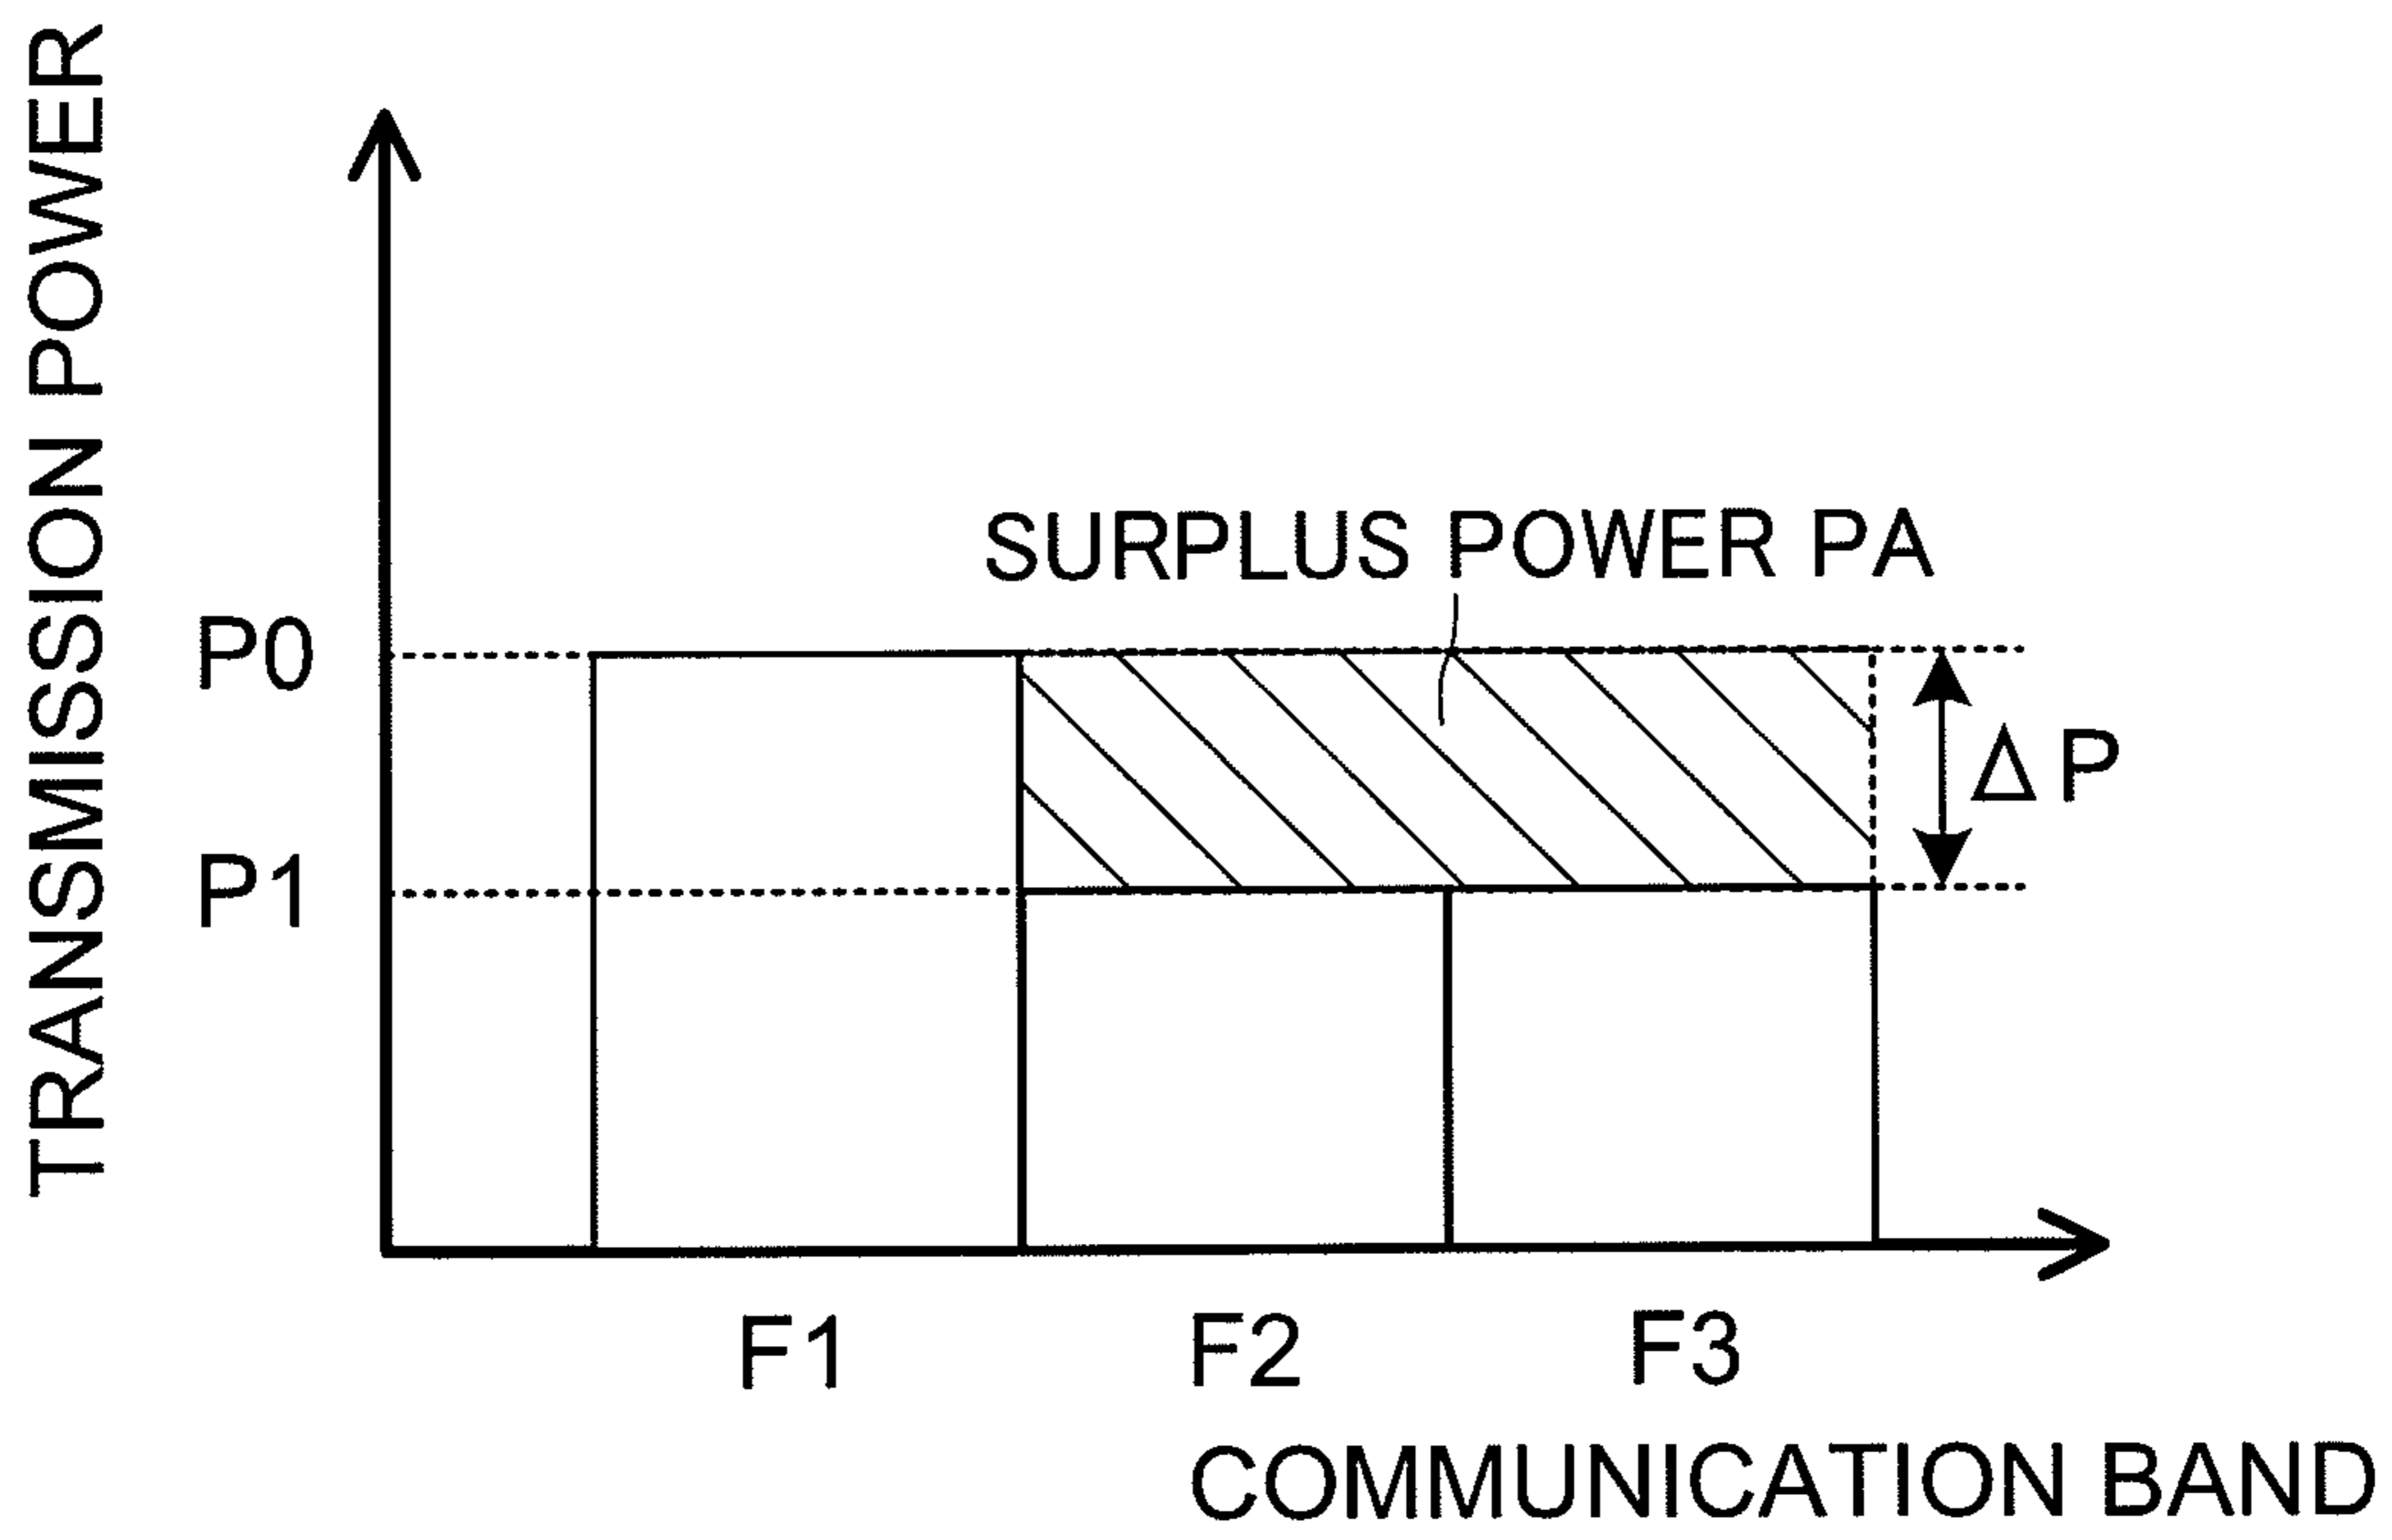 TRANSMISSION POWER
SURPLUS POWER PA
P0
ΔP
P1
F1 F2 F3
COMMUNICATION BAND